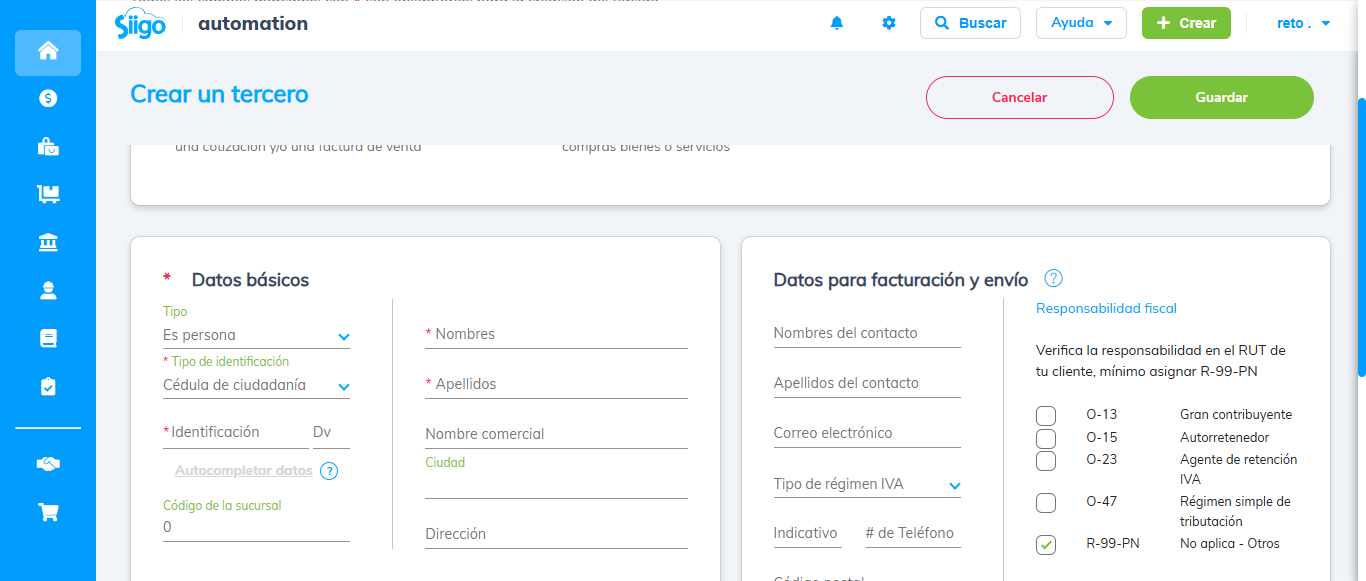 Siigo
automation
Buscar
Ayuda
Crear
reto .
Crear un tercero
Cancelar
Guardar
una cotización y/o una factura de venta
compras bienes o servicios
* Datos básicos
Tipo
Es persona
* Tipo de identificación
Cédula de ciudadanía
*Identificación
Dv
Autocompletar datos ?
Código de la sucursal
0
* Nombres
* Apellidos
Nombre comercial
Ciudad
Dirección
Datos para facturación y envío ?
Nombres del contacto
Apellidos del contacto
Correo electrónico
Tipo de régimen IVA
Indicativo
# de Teléfono
Código postal
Responsabilidad fiscal
Verifica la responsabilidad en el RUT de
tu cliente, mínimo asignar R-99-PN
O-13 Gran contribuyente
O-15 Autorretenedor
O-23 Agente de retención
IVA
O-47 Régimen simple de
tributación
R-99-PN No aplica - Otros